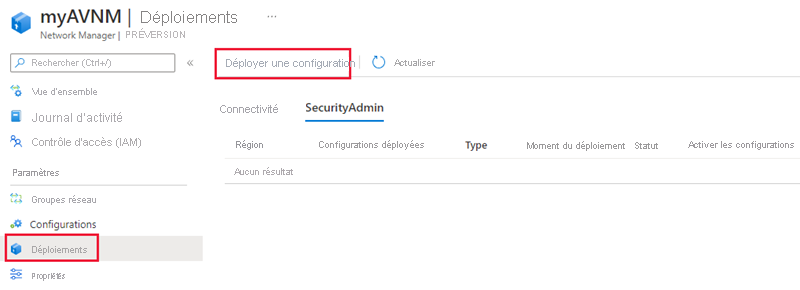 myAVNM | Déploiements ...
Network Manager | PRÉVERSION
Rechercher (Ctrl+/) «
Vue d'ensemble
Journal d'activité
Contrôle d'accès (IAM)
Paramètres
Groupes réseau
Configurations
Déploiements
Propriétés
Déployer une configuration Actualiser
Connectivité SecurityAdmin
Région Configurations déployées Type Moment du déploiement Statut Activer les configurations
Aucun résultat